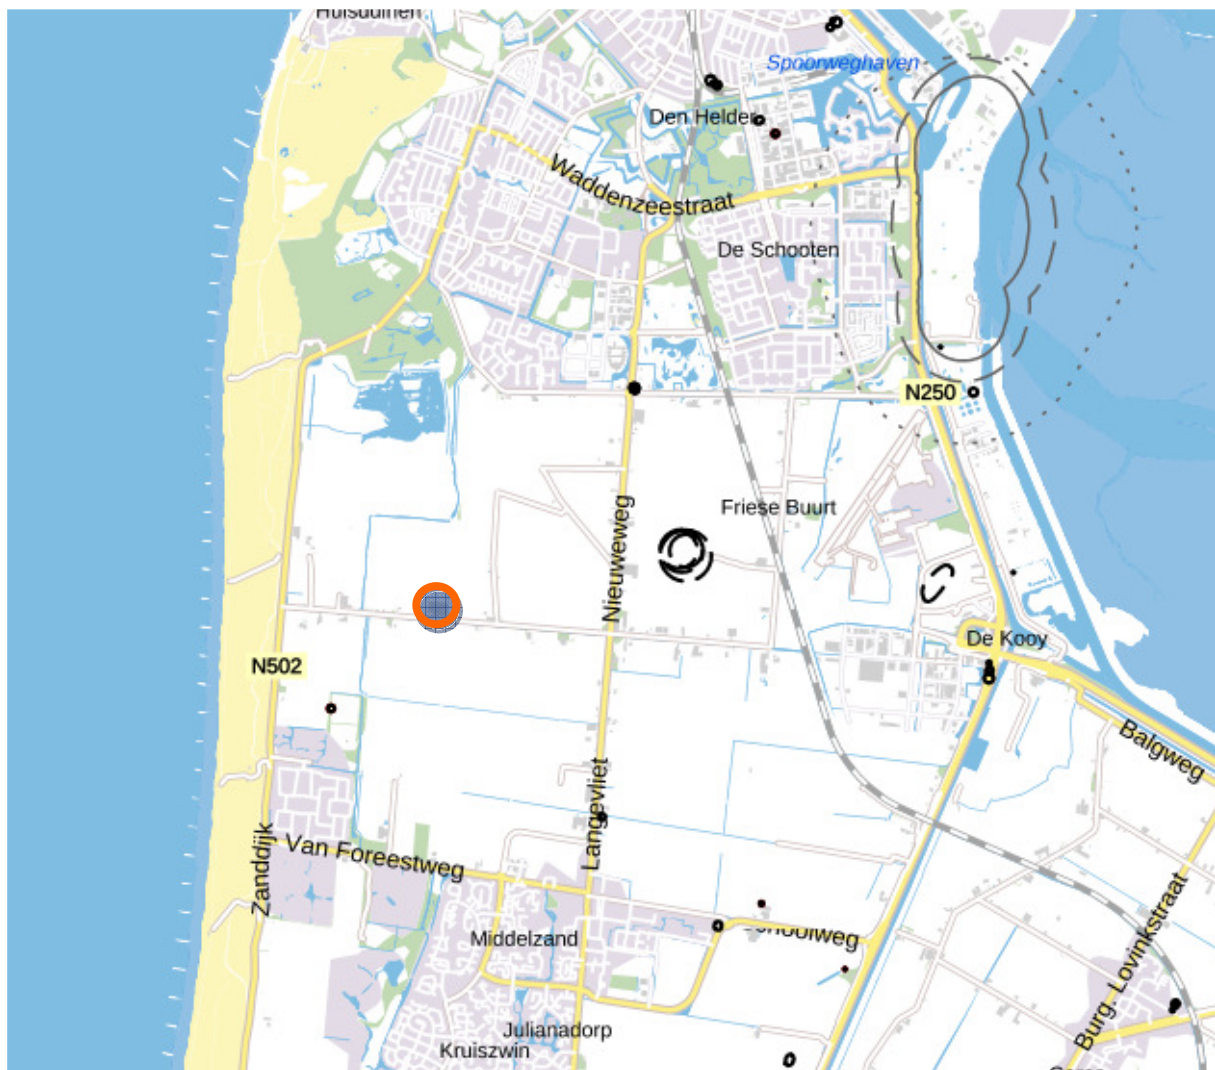 Huisduinen
Spoorweghaven
Den Helder
Waddenzeestraat
De Schooten
N250
Friese Buurt
Nieuweweg
De Kooy
N502
Balgweg
Langevliet
Zanddijk
Van Foreestweg
Middelzand
Burg. Lovinkstraat
Julianadorp
Kruiszwin